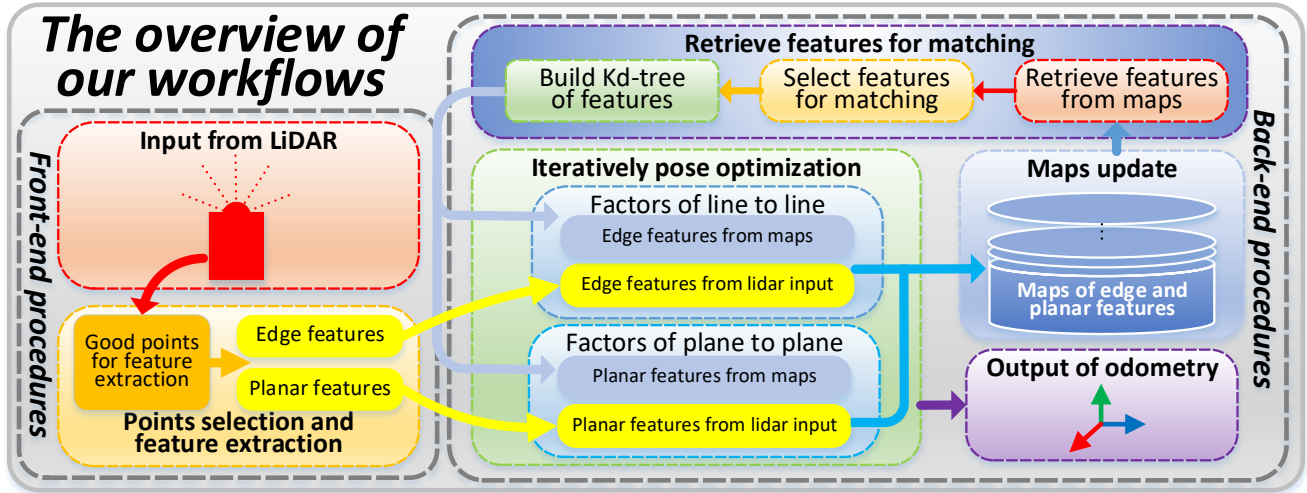 The overview of
our workflows
Front-end procedures
Input from LiDAR
Good points
for feature
extraction
Edge features
Planar features
Points selection and
feature extraction
Back-end procedures
Retrieve features for matching
Build Kd-tree
of features
Select features
for matching
Retrieve features
from maps
Iteratively pose optimization
Factors of line to line
Edge features from maps
Edge features from lidar input
Factors of plane to plane
Planar features from maps
Planar features from lidar input
Maps update
Maps of edge and
planar features
Output of odometry